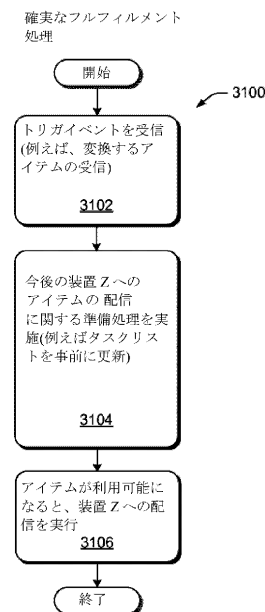 確実なフルフィルメント
処理
開始
3100
トリガイベントを受信
(例えば、変換するア
イテムの受信)
3102
今後の装置 Z への
アイテムの 配信
に関する準備処理を実
施(例えばタスクリス
トを事前に更新)
3104
アイテムが利用可能に
なると、装置 Z への配
信を実行
3106
終了